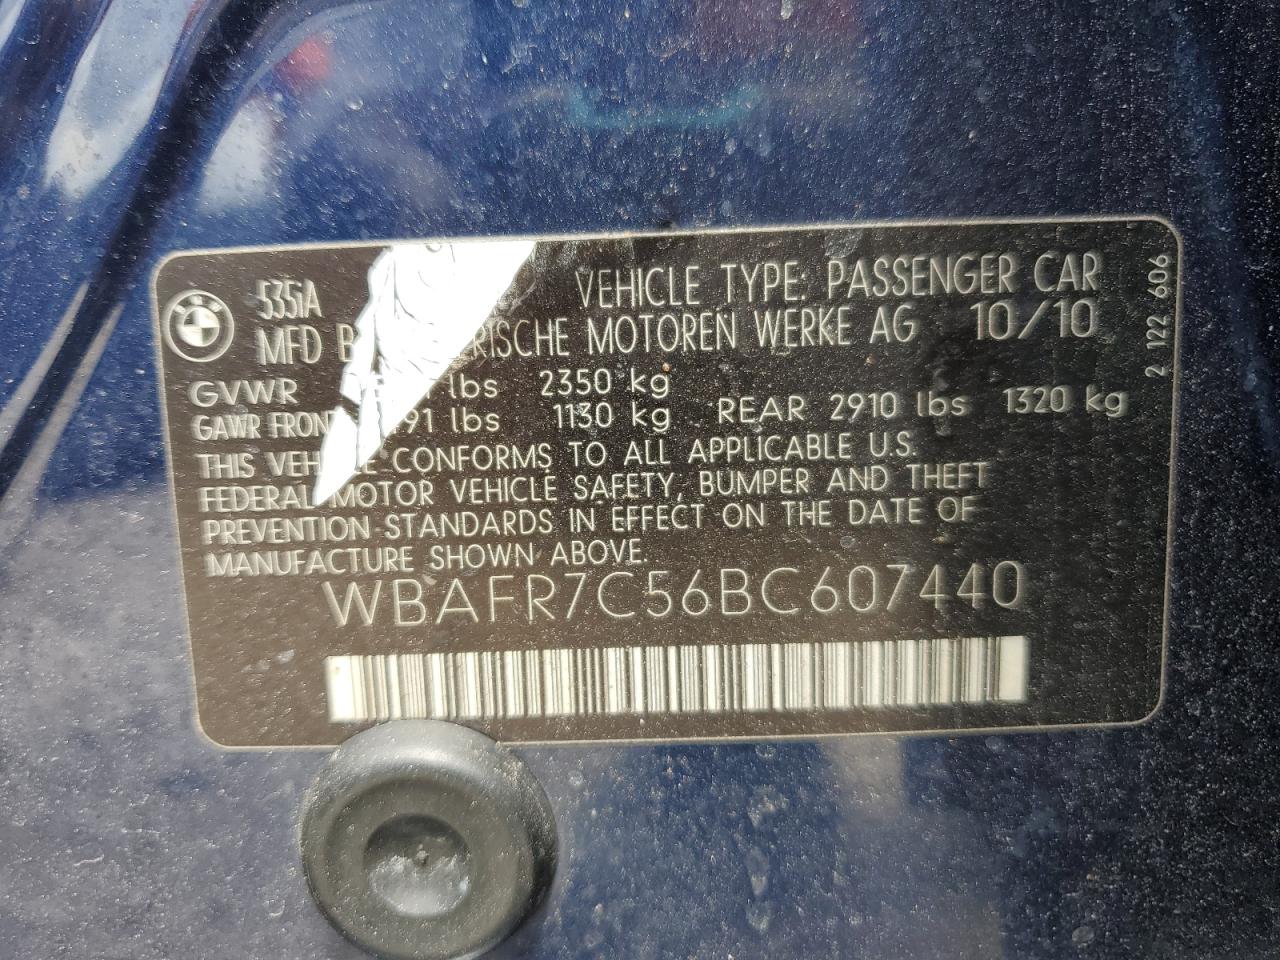 535iA VEHICLE TYPE: PASSENGER CAR
MFD MOTOREN WERKE AG 10/10
GVWR lbs 2350 kg
GAWR FRONT lbs 1130 kg REAR 2910 lbs 1320 kg
THIS VEHICLE CONFORMS TO ALL APPLICABLE U.S.
FEDERAL MOTOR VEHICLE SAFETY, BUMPER AND THEFT
PREVENTION STANDARDS IN EFFECT ON THE DATE OF
MANUFACTURE SHOWN ABOVE.
WBAFR7C56BC607440
2 122 606